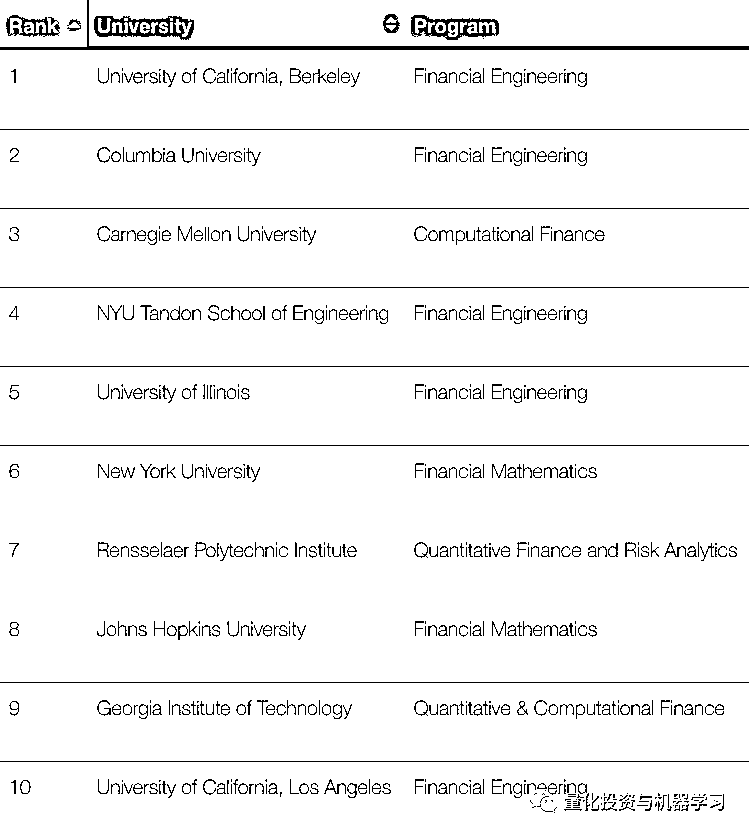 Rank University Program
1 University of California, Berkeley Financial Engineering
2 Columbia University Financial Engineering
3 Carnegie Mellon University Computational Finance
4 NYU Tandon School of Engineering Financial Engineering
5 University of Illinois Financial Engineering
6 New York University Financial Mathematics
7 Rensselaer Polytechnic Institute Quantitative Finance and Risk Analytics
8 Johns Hopkins University Financial Mathematics
9 Georgia Institute of Technology Quantitative & Computational Finance
10 University of California, Los Angeles Financial Engineering
量化投资与机器学习